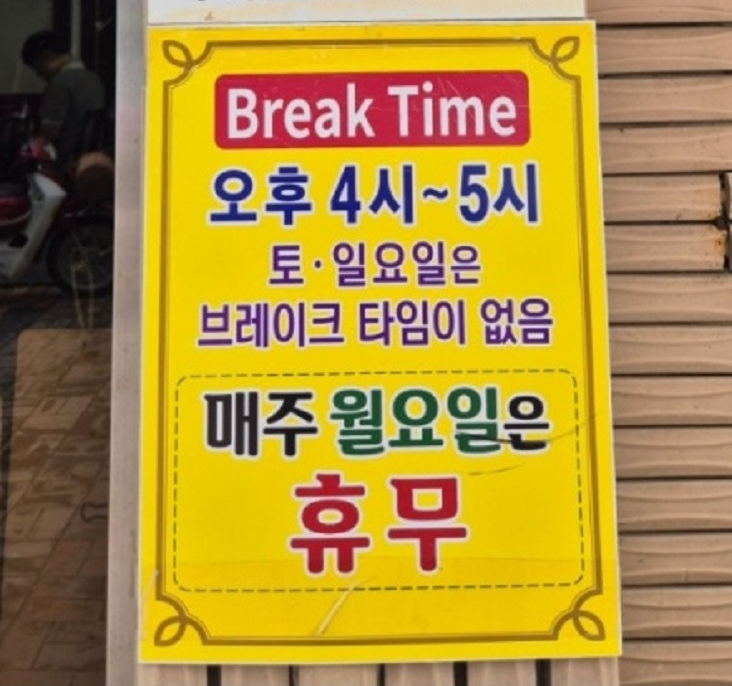 Break Time
오후 4시~5시
토·일요일은
브레이크 타임이 없음
매주 월요일은
휴무